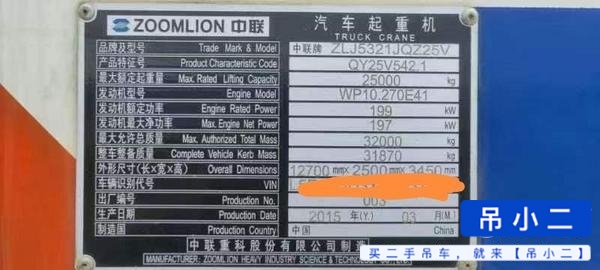 ZOOMLION 中联 汽车起重机
TRUCK CRANE
品牌及型号 Trade Mark & Model 中联牌 ZLJ5321JQZ25V
产品特征号 Product Characteristic Code QY25V542.1
最大额定起重量 Max. Rated Lifting Capacity 25000 kg
发动机型号 Engine Model WP10.270E41
发动机额定功率 Engine Rated Power 199 kW
发动机最大净功率 Max. Engine Net Power 197 kW
最大允许总质量 Max. Authorized Total Mass 32000 kg
整车整备质量 Complete Vehicle Kerb Mass 31870 kg
外形尺寸(长×宽×高) Overall Dimensions 12700 mm× 2500 mm× 3450 mm
车辆识别代号 VIN
出厂编号 Production No. 003
生产日期 Production Date 2015 年(Y.) 03 月(M.)
制造国 Production Country 中国 China
中联重科股份有限公司制造
MANUFACTURER: ZOOMLION HEAVY INDUSTRY SCIENCE & TECHNOLOGY Co.,Ltd.
吊小二
买二手吊车,就来【吊小二】